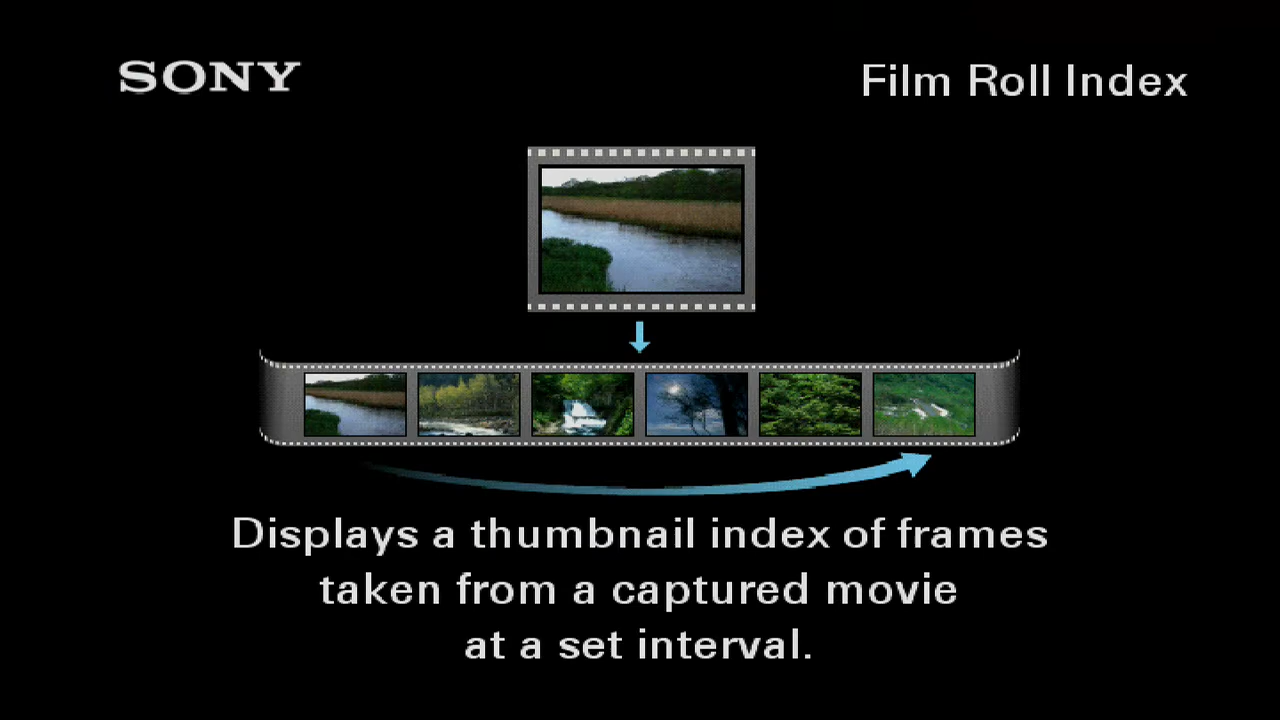 SONY
Film Roll Index
Displays a thumbnail index of frames
taken from a captured movie
at a set interval.